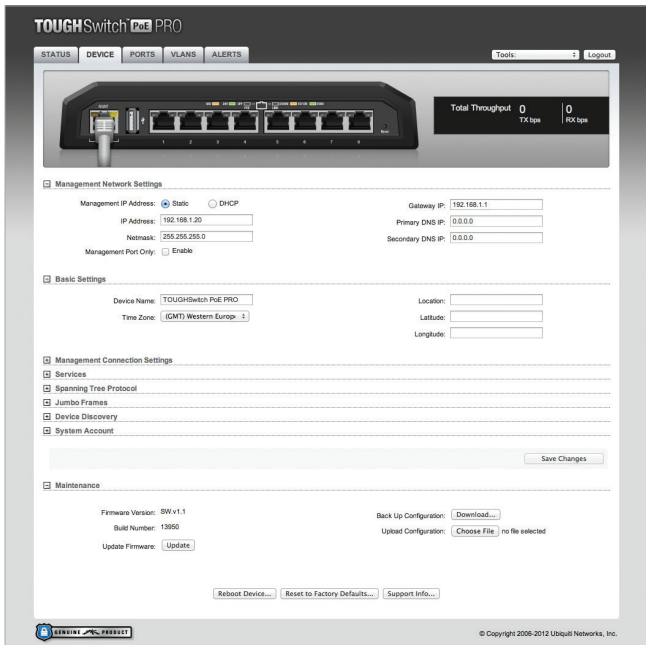 TOUGHSwitch™ PoE PRO
STATUS DEVICE PORTS VLANS ALERTS Tools: Logout
Total Throughput 0 TX bps 0 RX bps
1 2 3 4 5 6 7 8
Reset
Management Network Settings
Management IP Address: Static DHCP
IP Address: 192.168.1.20
Netmask: 255.255.255.0
Management Port Only: Enable
Gateway IP: 192.168.1.1
Primary DNS IP: 0.0.0.0
Secondary DNS IP: 0.0.0.0
Basic Settings
Device Name: TOUGHSwitch PoE PRO
Time Zone: (GMT) Western Europe
Location:
Latitude:
Longitude:
Management Connection Settings
Services
Spanning Tree Protocol
Jumbo Frames
Device Discovery
System Account
Save Changes
Maintenance
Firmware Version: SW.v1.1
Build Number: 13950
Update Firmware: Update
Back Up Configuration: Download...
Upload Configuration: Choose File no file selected
Reboot Device... Reset to Factory Defaults... Support Info...
GENUINE PRODUCT
© Copyright 2006-2012 Ubiquiti Networks, Inc.